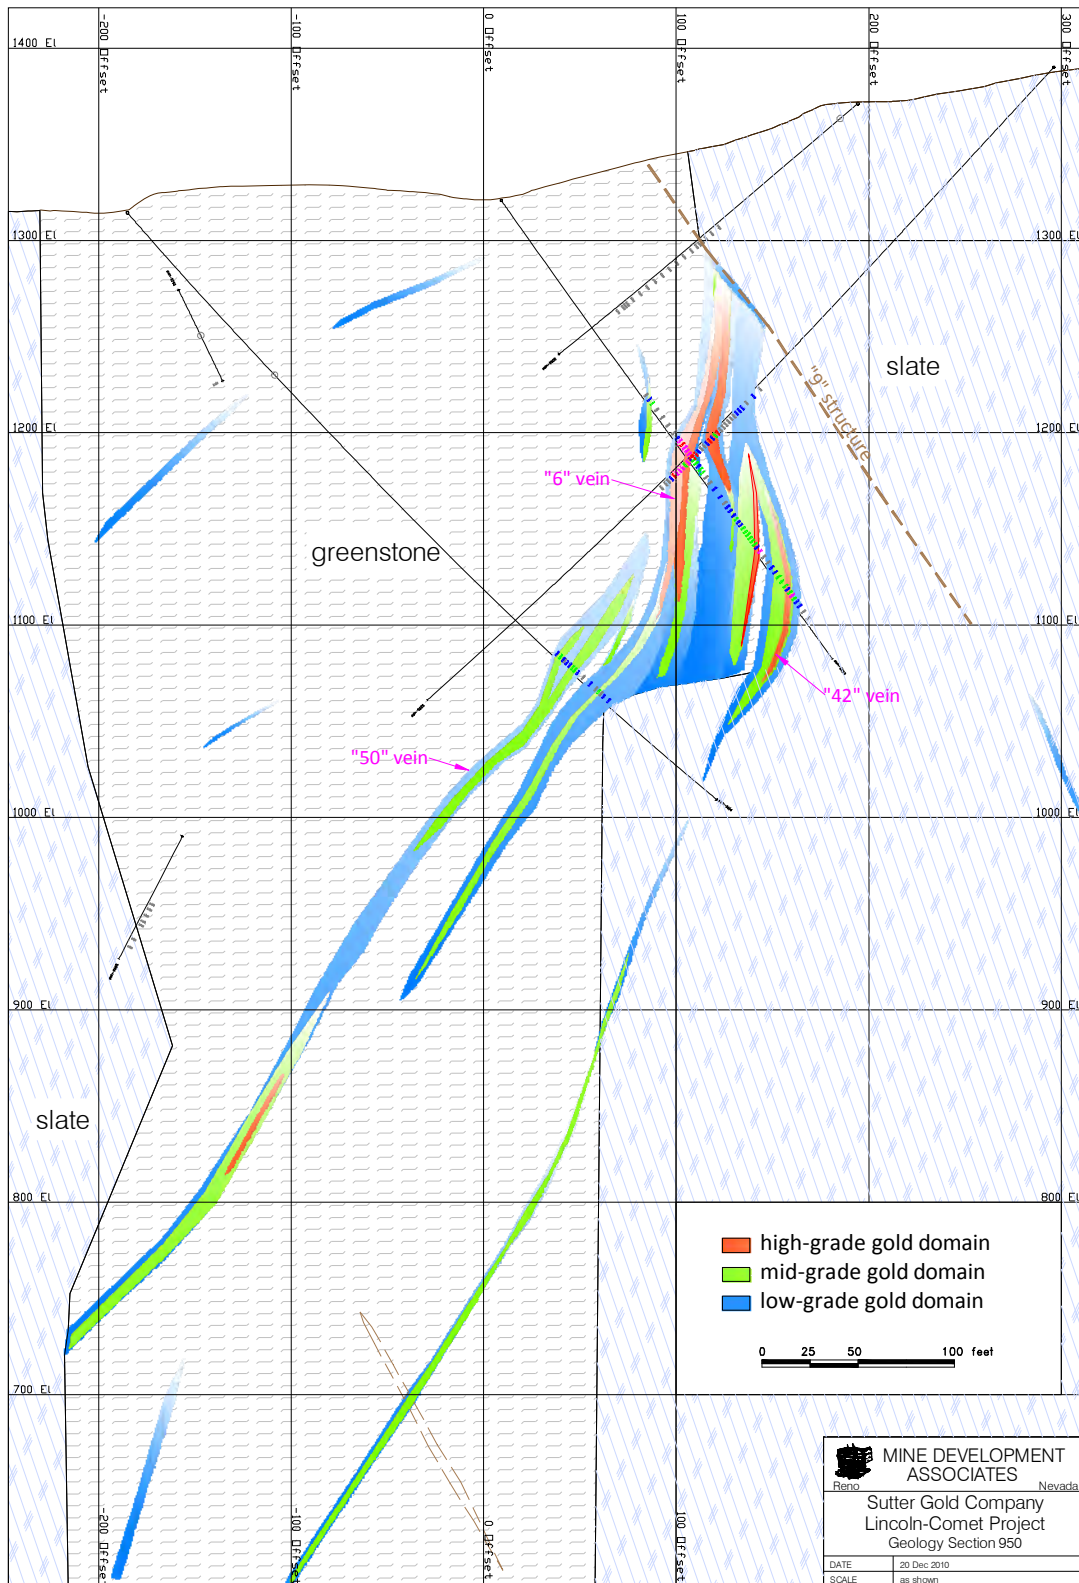 -200 Offset
-100 Offset
0 Offset
100 Offset
200 Offset
300 Offset
1400 El
1300 El
1300 El
"9" structure
slate
1200 El
1200 El
"6" vein
greenstone
1100 El
1100 El
"42" vein
"50" vein
1000 El
1000 El
900 El
900 El
slate
800 El
800 El
high-grade gold domain
mid-grade gold domain
low-grade gold domain
0 25 50 100 feet
700 El
-200 Offset
-100 Offset
0 Offset
100 Offset
MINE DEVELOPMENT
ASSOCIATES
Reno Nevada
Sutter Gold Company
Lincoln-Comet Project
Geology Section 950
DATE 20 Dec 2010
SCALE as shown